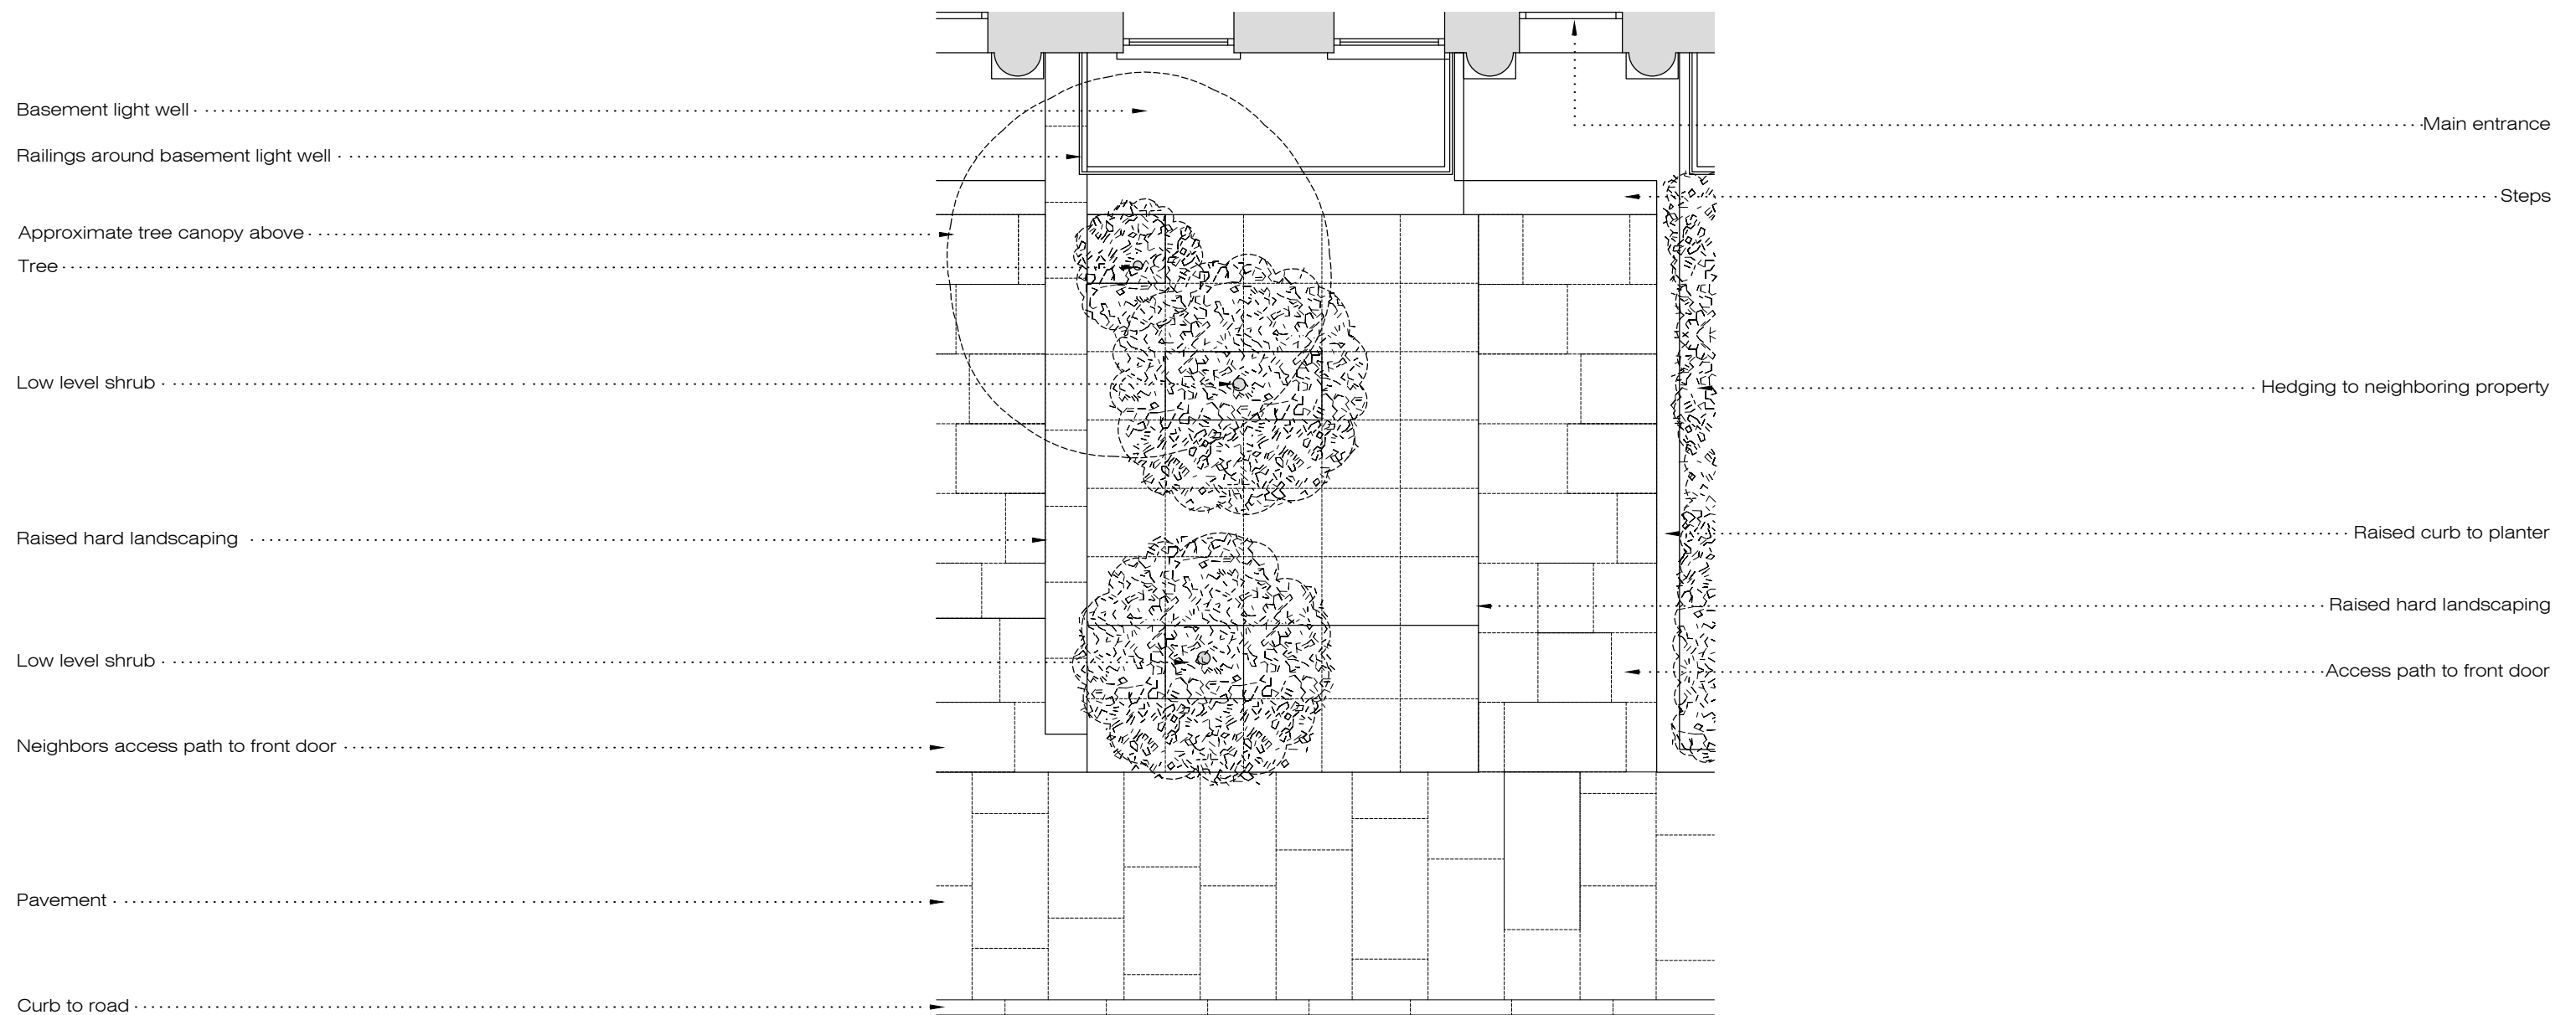 Basement light well
Railings around basement light well
Approximate tree canopy above
Tree
Low level shrub
Raised hard landscaping
Low level shrub
Neighbors access path to front door
Pavement
Curb to road
Main entrance
Steps
Hedging to neighboring property
Raised curb to planter
Raised hard landscaping
Access path to front door